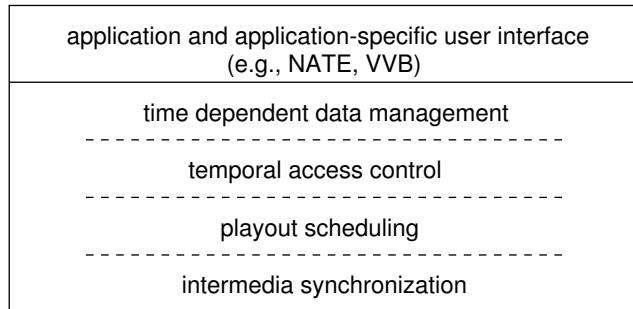 application and application-specific user interface
(e.g., NATE, VVB)
time dependent data management
temporal access control
playout scheduling
intermedia synchronization